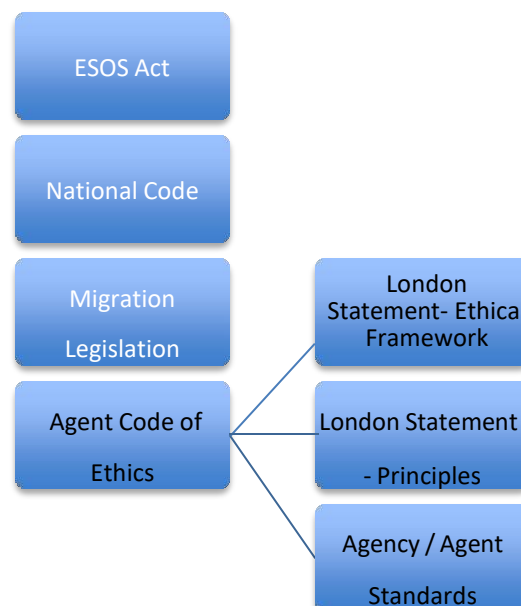 ESOS Act
National Code
Migration
Legislation
Agent Code of
Ethics
London
Statement- Ethica
Framework
London Statement
- Principles
Agency / Agent
Standards